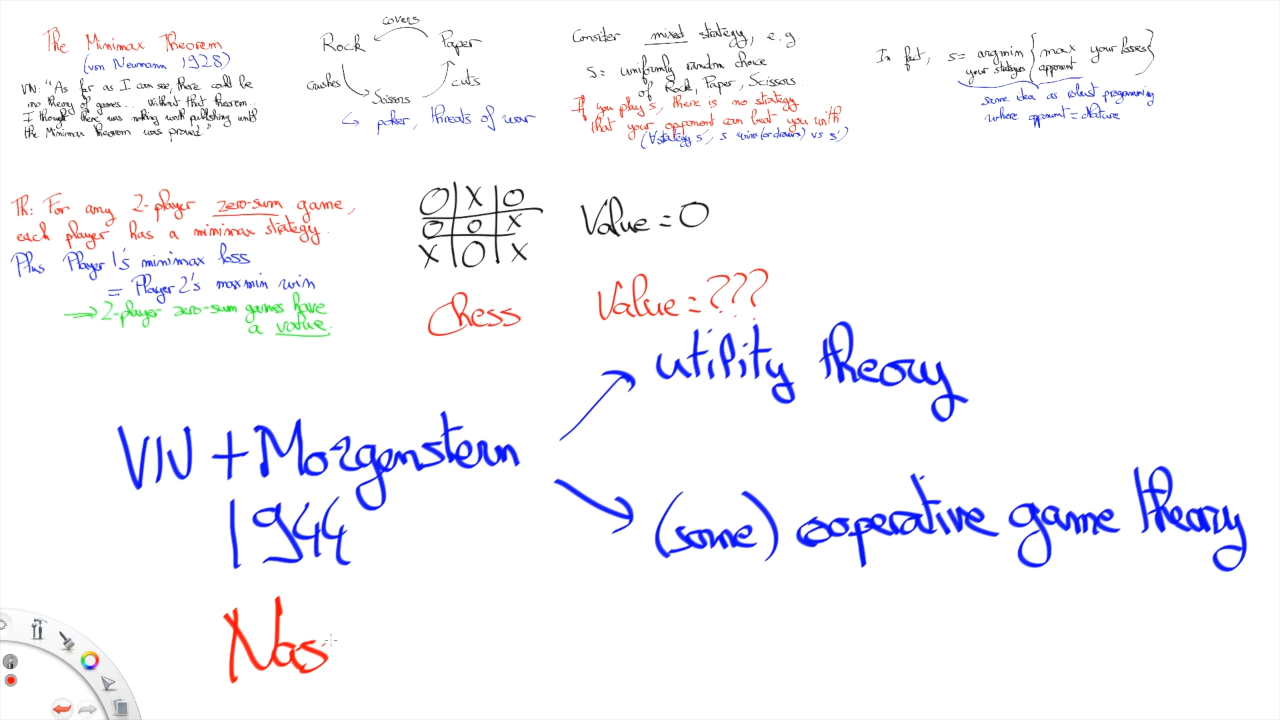 The Minimax Theorem
(von Neumann 1928)
VN: "As far as I can see, there could be
no theory of games... without that theorem...
I thought there was nothing worth publishing until
the Minimax Theorem was proved"
covers
Rock
Paper
crushes
cuts
Scissors
poker, threats of war
Consider mixed strategy, e.g.
S = uniformly random choice
of Rock, Paper, Scissors.
If you play s, there is no strategy
that your opponent can beat you with
(∀ strategy s', s wins (or draws) vs s')
In fact, s = argmin { max your losses }
your strategies opponent
same idea as robust programming
where opponent = Nature
Th: For any 2-player zero-sum game,
each player has a minimax strategy.
Plus Player 1's minimax loss
= Player 2's maxmin win
⇒ 2-player zero-sum games have
a value.
O X O
O O X
X O X
Value = 0
Chess
Value = ???
utility theory
VN + Morgenstern
1944
(some) cooperative game theory
Nas